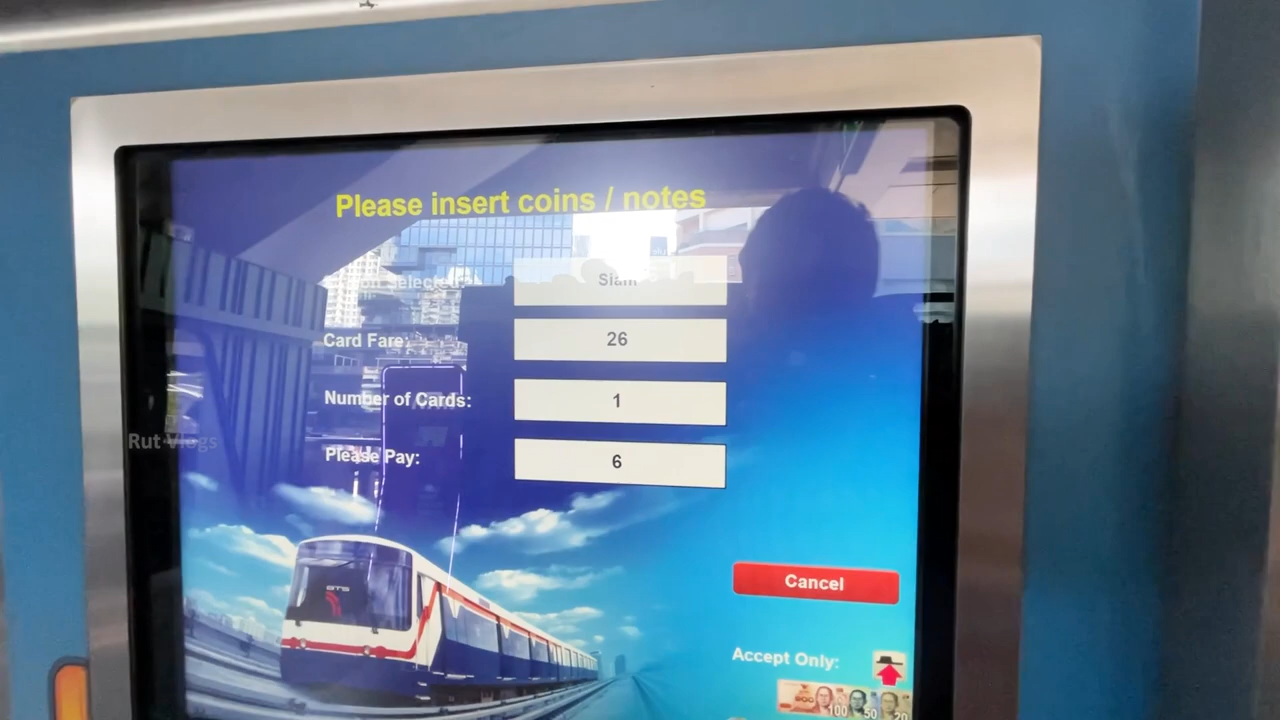 Please insert coins / notes
Selected: Siam
Card Fare: 26
Number of Cards: 1
Please Pay: 6
Rut Vlogs
Cancel
BTS
Accept Only:
100 50 20